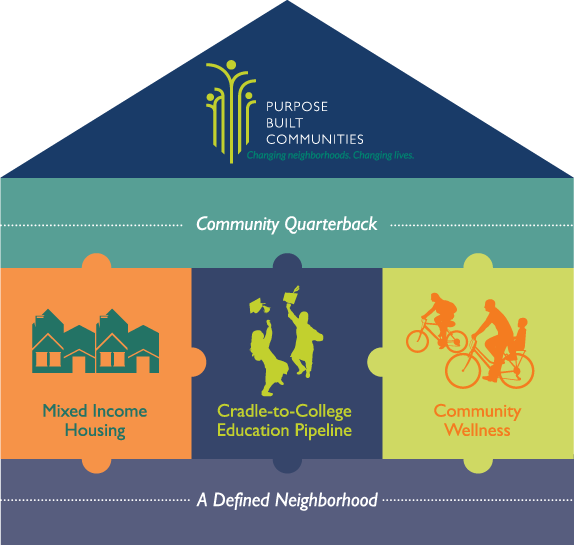 PURPOSE
BUILT
COMMUNITIES
Changing neighborhoods. Changing lives.
Community Quarterback
Mixed Income
Housing
Cradle-to-College
Education Pipeline
Community
Wellness
A Defined Neighborhood